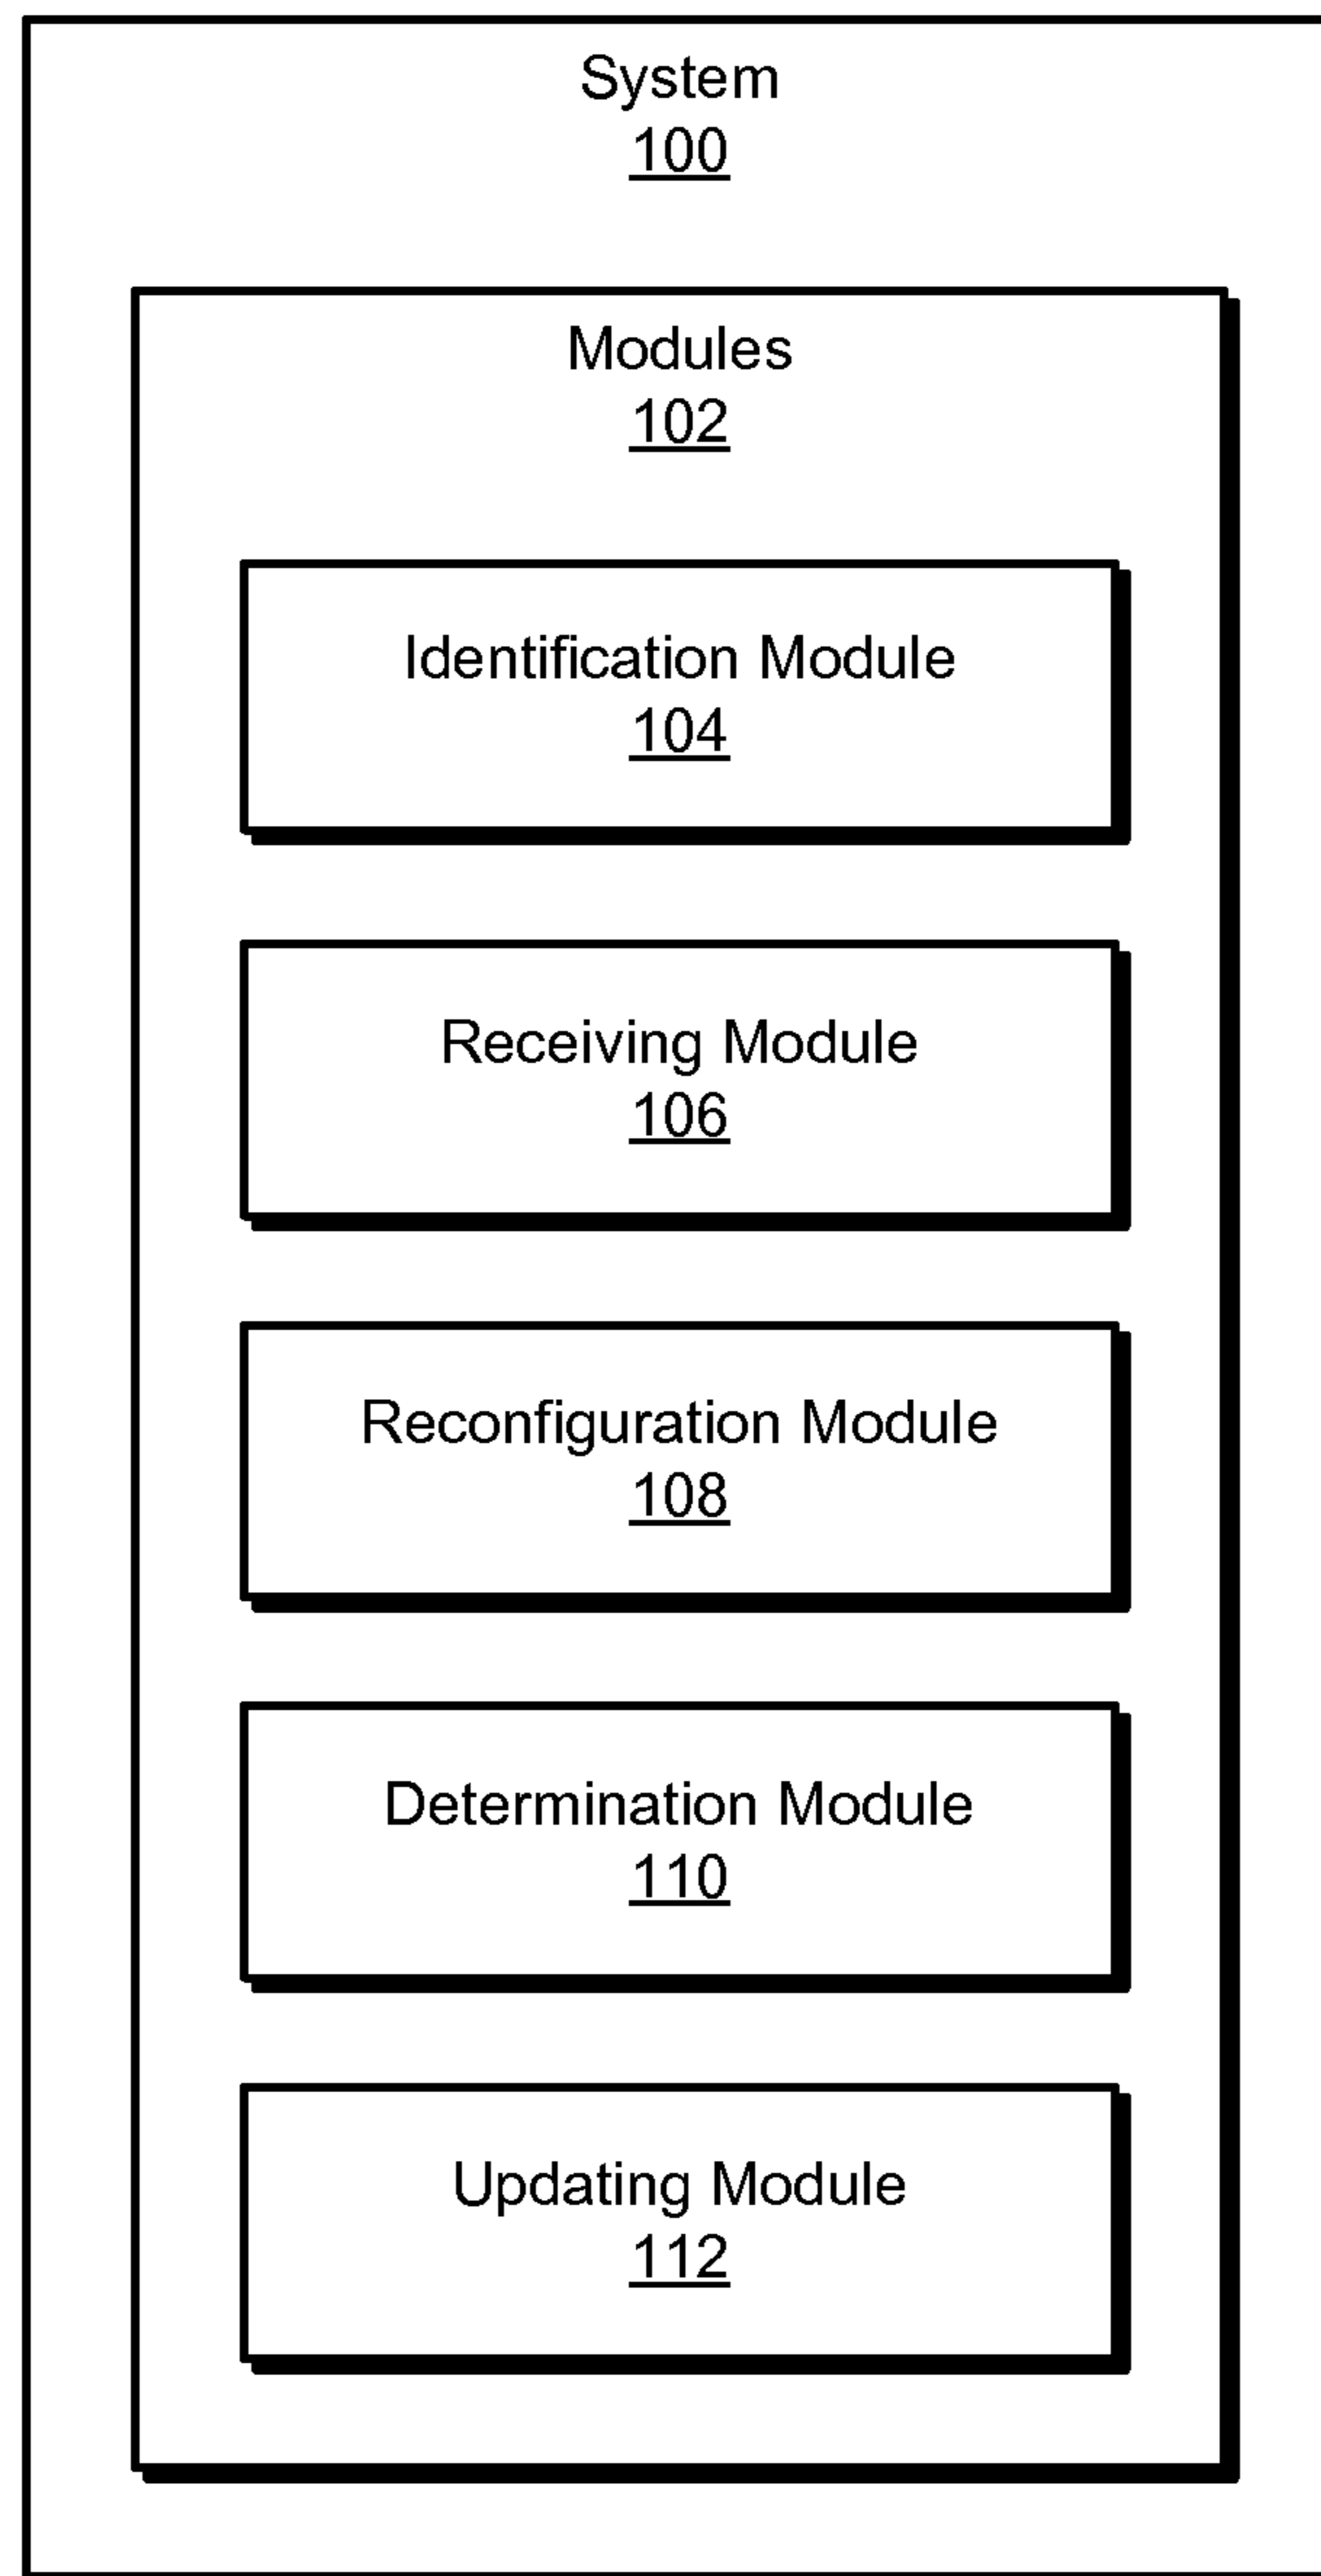 System
100
Modules
102
Identification Module
104
Receiving Module
106
Reconfiguration Module
108
Determination Module
110
Updating Module
112